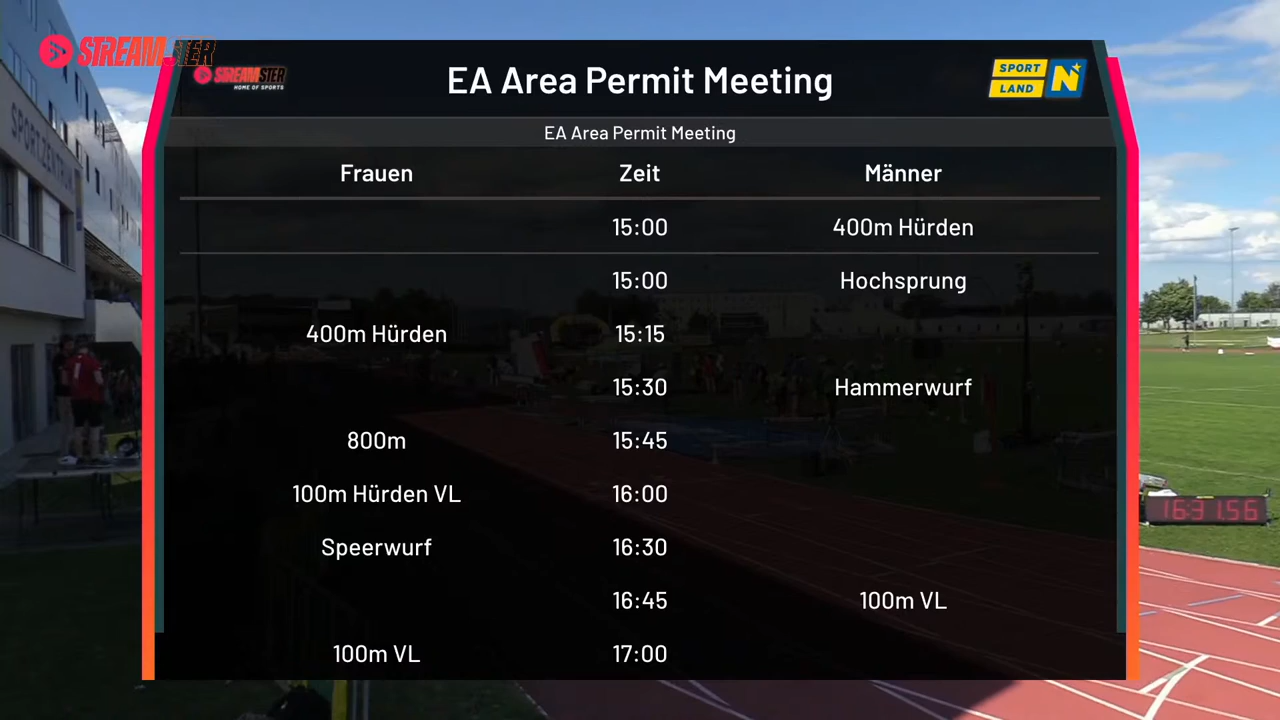 STREAMSTER
STREAMSTER
HOME OF SPORTS
EA Area Permit Meeting
SPORT
LAND
N
EA Area Permit Meeting
SPORTZENTRUM
Frauen Zeit Männer
15:00 400m Hürden
15:00 Hochsprung
400m Hürden 15:15
15:30 Hammerwurf
800m 15:45
100m Hürden VL 16:00
16:31.56
Speerwurf 16:30
16:45 100m VL
100m VL 17:00